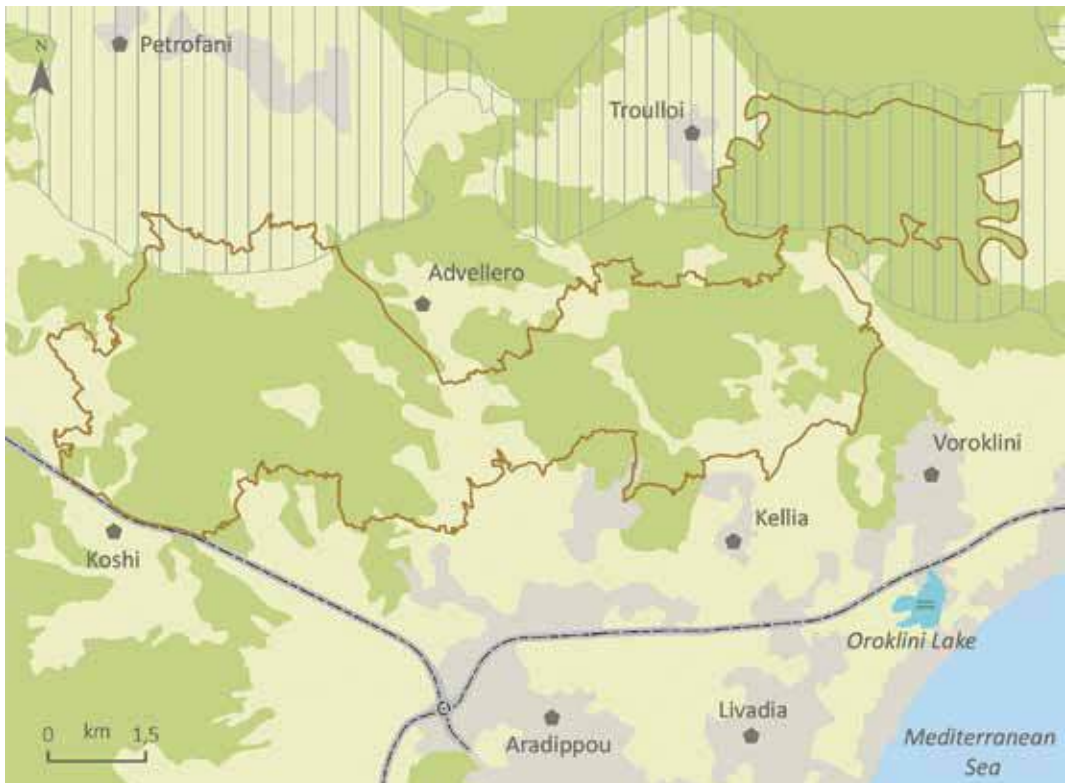 N
Petrofani
Troulloi
Advellero
Voroklini
Kellia
Koshi
Oroklini Lake
0 km 1,5
Aradippou
Livadia
Mediterranean
Sea